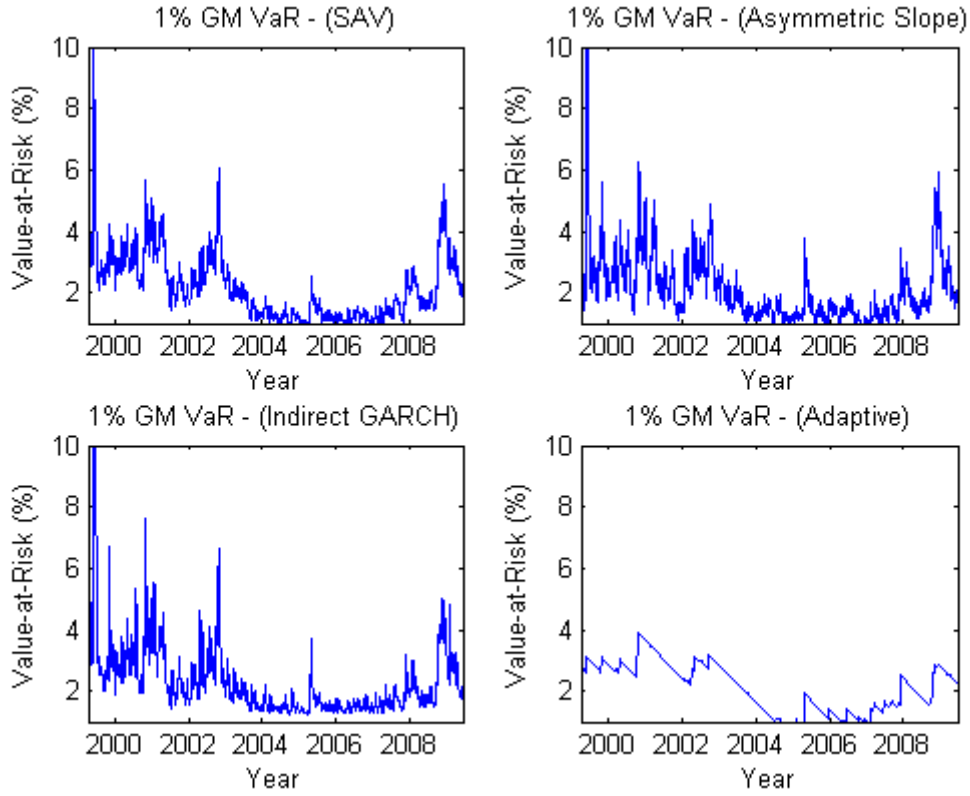 1% GM VaR - (SAV)
10
8
6
4
2
Value-at-Risk (%)
2000 2002 2004 2006 2008
Year
1% GM VaR - (Asymmetric Slope)
10
8
6
4
2
Value-at-Risk (%)
2000 2002 2004 2006 2008
Year
1% GM VaR - (Indirect GARCH)
10
8
6
4
2
Value-at-Risk (%)
2000 2002 2004 2006 2008
Year
1% GM VaR - (Adaptive)
10
8
6
4
2
Value-at-Risk (%)
2000 2002 2004 2006 2008
Year